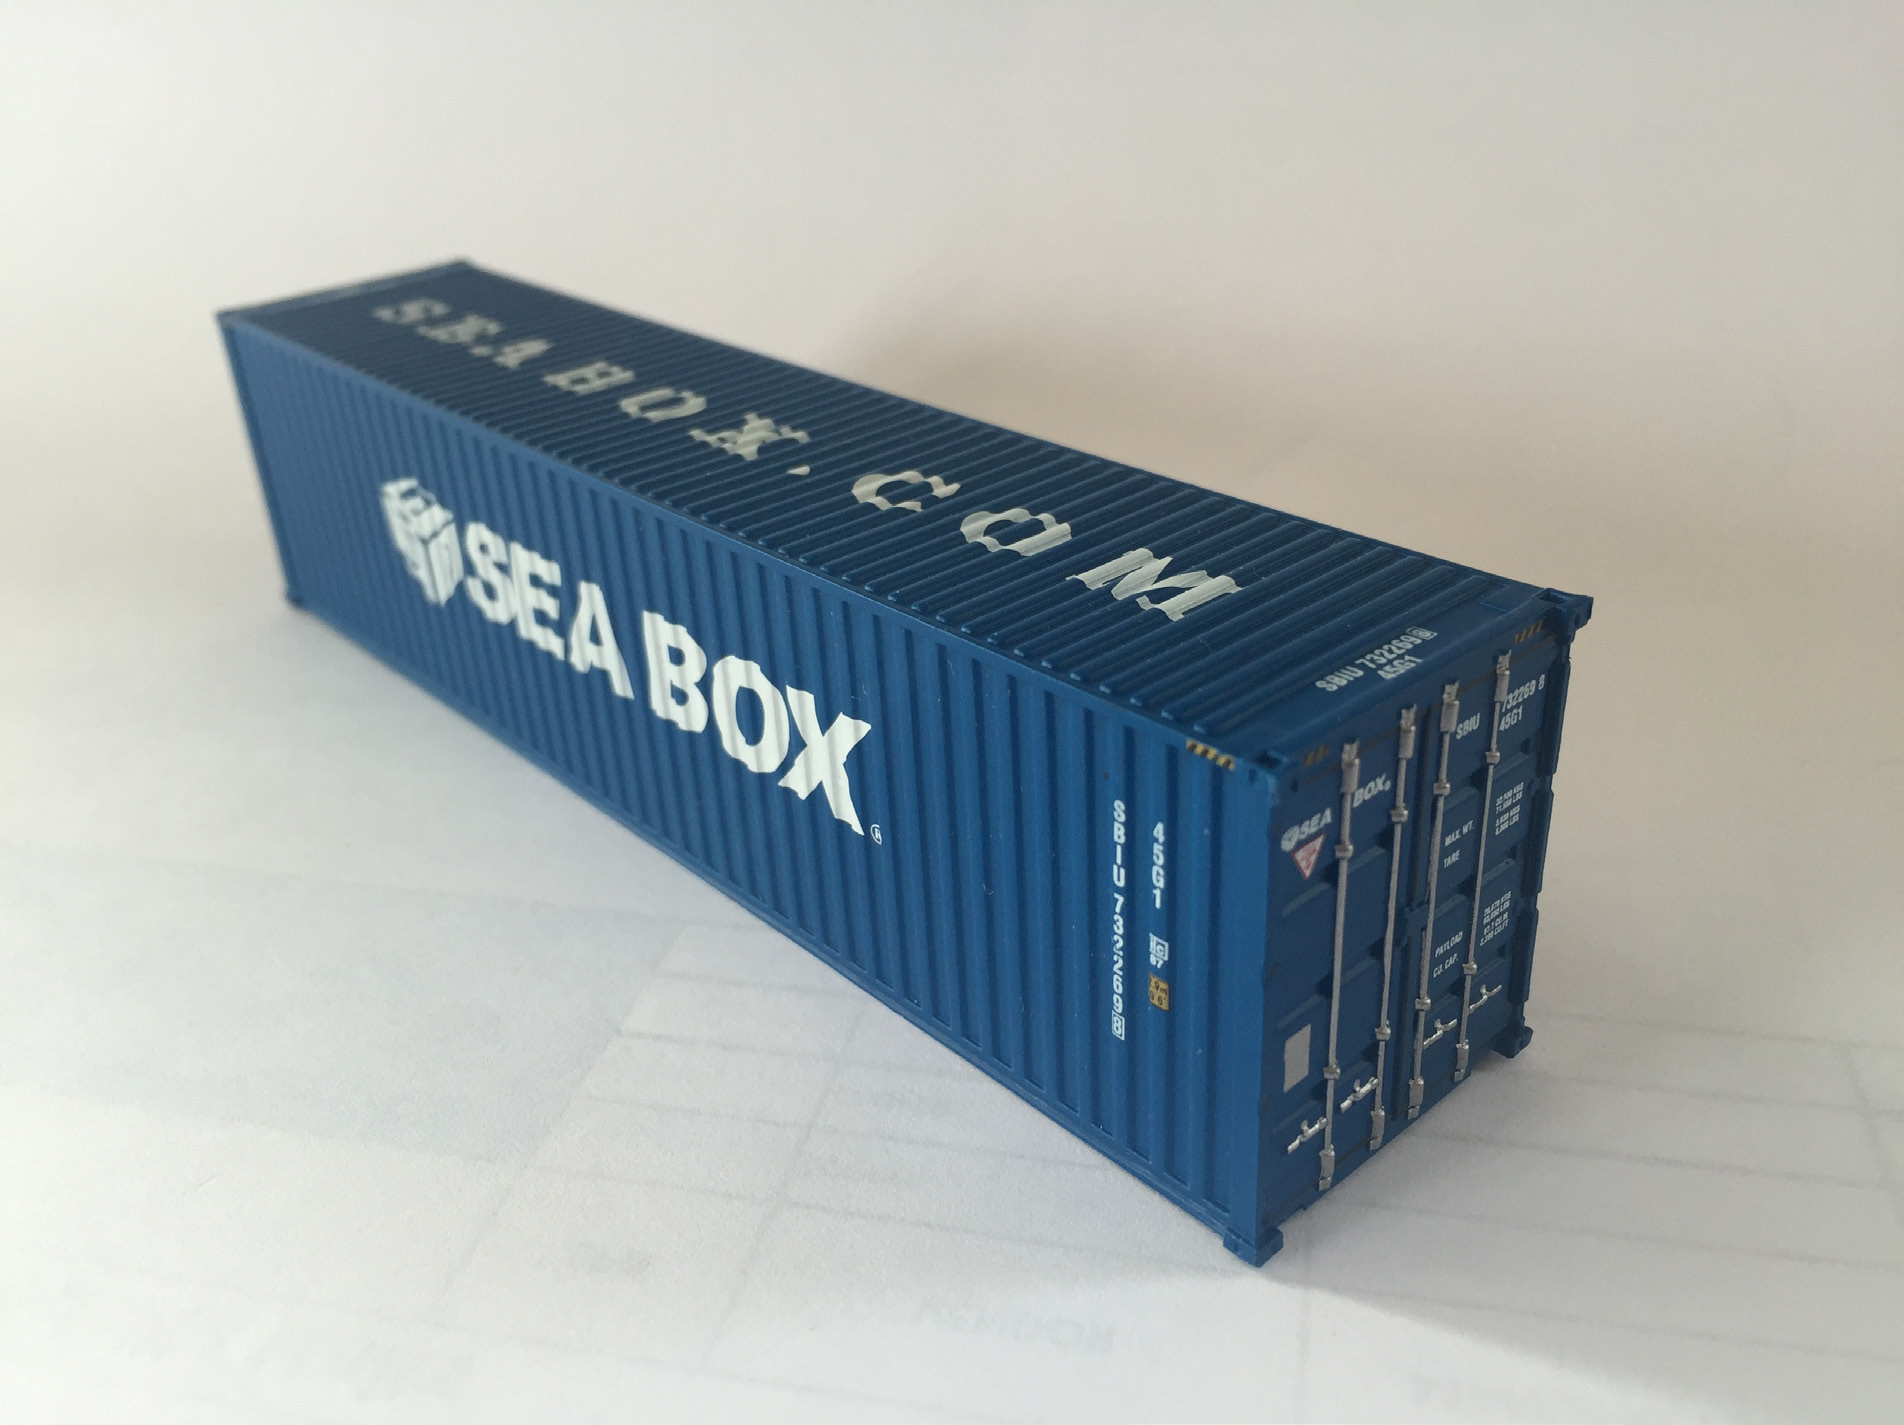 SEABOX.COM
SBIU 732269 8
45G1
SEA BOX
®
45G1
SBIU 732269 8
SEA BOX®
SBIU 732269 8
45G1
MAX. WT.
TARE
PAYLOAD
CU. CAP.